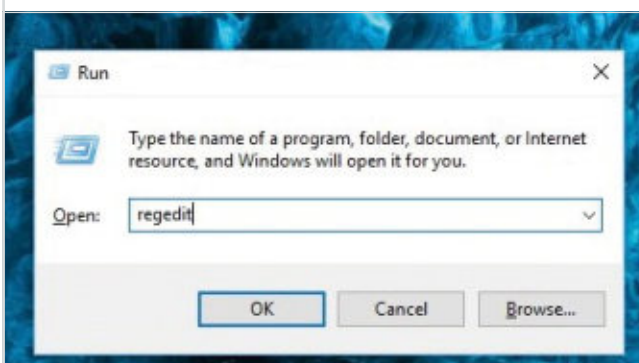 Run
Type the name of a program, folder, document, or Internet
resource, and Windows will open it for you.
Open:
regedit
OK
Cancel
Browse...